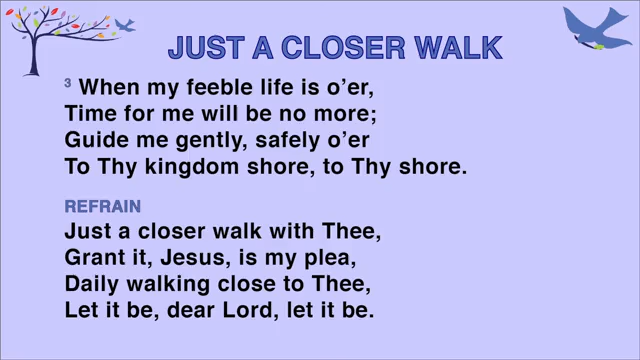 JUST A CLOSER WALK
³ When my feeble life is o’er,
Time for me will be no more;
Guide me gently, safely o’er
To Thy kingdom shore, to Thy shore.
REFRAIN
Just a closer walk with Thee,
Grant it, Jesus, is my plea,
Daily walking close to Thee,
Let it be, dear Lord, let it be.